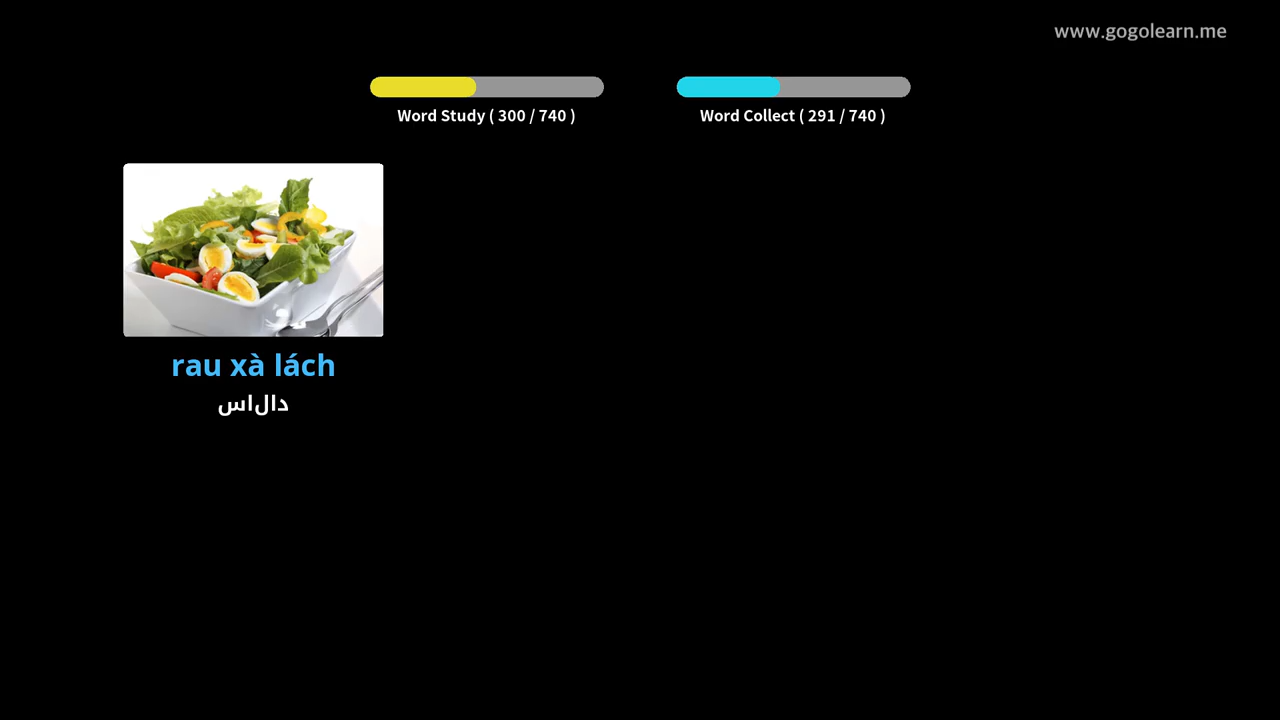 www.gogolearn.me
Word Study ( 300 / 740 )
Word Collect ( 291 / 740 )
rau xà lách
دال‌اس